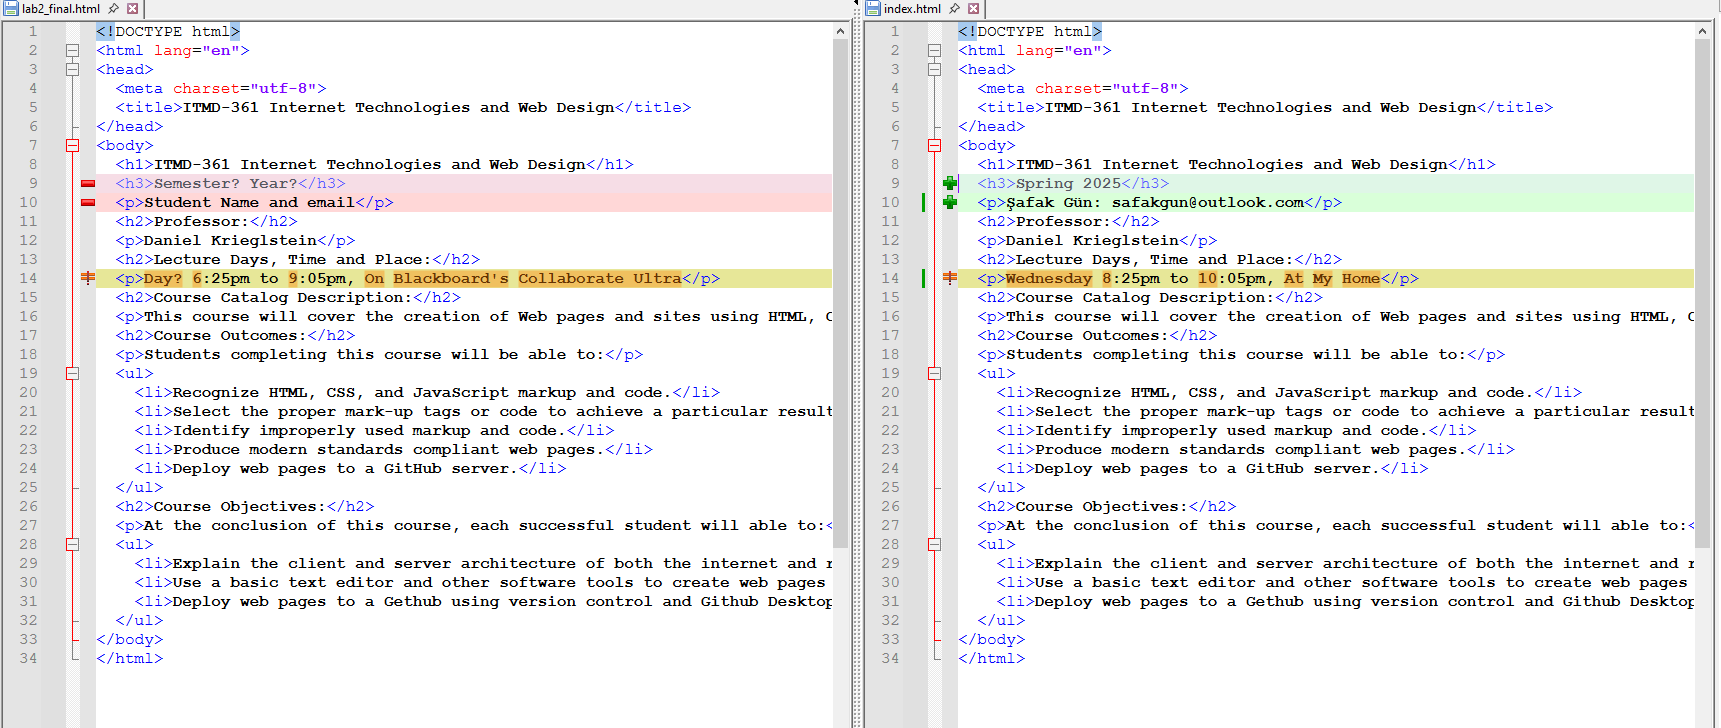 lab2_final.html
1 <!DOCTYPE html>
2 <html lang="en">
3 <head>
4 <meta charset="utf-8">
5 <title>ITMD-361 Internet Technologies and Web Design</title>
6 </head>
7 <body>
8 <h1>ITMD-361 Internet Technologies and Web Design</h1>
9 <h3>Semester? Year?</h3>
10 <p>Student Name and email</p>
11 <h2>Professor:</h2>
12 <p>Daniel Krieglstein</p>
13 <h2>Lecture Days, Time and Place:</h2>
14 <p>Day? 6:25pm to 9:05pm, On Blackboard's Collaborate Ultra</p>
15 <h2>Course Catalog Description:</h2>
16 <p>This course will cover the creation of Web pages and sites using HTML, C
17 <h2>Course Outcomes:</h2>
18 <p>Students completing this course will be able to:</p>
19 <ul>
20 <li>Recognize HTML, CSS, and JavaScript markup and code.</li>
21 <li>Select the proper mark-up tags or code to achieve a particular result
22 <li>Identify improperly used markup and code.</li>
23 <li>Produce modern standards compliant web pages.</li>
24 <li>Deploy web pages to a GitHub server.</li>
25 </ul>
26 <h2>Course Objectives:</h2>
27 <p>At the conclusion of this course, each successful student will able to:<
28 <ul>
29 <li>Explain the client and server architecture of both the internet and r
30 <li>Use a basic text editor and other software tools to create web pages
31 <li>Deploy web pages to a Gethub using version control and Github Desktop
32 </ul>
33 </body>
34 </html>
index.html
1 <!DOCTYPE html>
2 <html lang="en">
3 <head>
4 <meta charset="utf-8">
5 <title>ITMD-361 Internet Technologies and Web Design</title>
6 </head>
7 <body>
8 <h1>ITMD-361 Internet Technologies and Web Design</h1>
9 <h3>Spring 2025</h3>
10 <p>Şafak Gün: safakgun@outlook.com</p>
11 <h2>Professor:</h2>
12 <p>Daniel Krieglstein</p>
13 <h2>Lecture Days, Time and Place:</h2>
14 <p>Wednesday 8:25pm to 10:05pm, At My Home</p>
15 <h2>Course Catalog Description:</h2>
16 <p>This course will cover the creation of Web pages and sites using HTML, C
17 <h2>Course Outcomes:</h2>
18 <p>Students completing this course will be able to:</p>
19 <ul>
20 <li>Recognize HTML, CSS, and JavaScript markup and code.</li>
21 <li>Select the proper mark-up tags or code to achieve a particular result
22 <li>Identify improperly used markup and code.</li>
23 <li>Produce modern standards compliant web pages.</li>
24 <li>Deploy web pages to a GitHub server.</li>
25 </ul>
26 <h2>Course Objectives:</h2>
27 <p>At the conclusion of this course, each successful student will able to:<
28 <ul>
29 <li>Explain the client and server architecture of both the internet and r
30 <li>Use a basic text editor and other software tools to create web pages
31 <li>Deploy web pages to a Gethub using version control and Github Desktop
32 </ul>
33 </body>
34 </html>